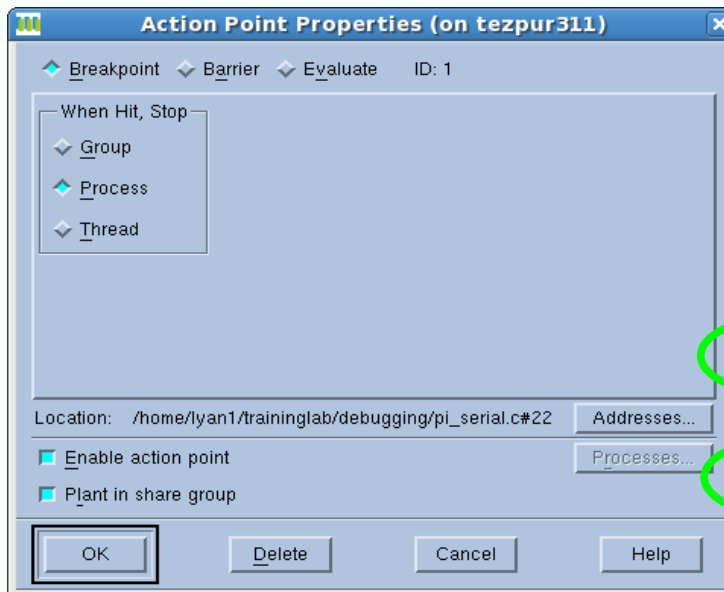 Action Point Properties (on tezpur311)
Breakpoint Barrier Evaluate ID: 1
When Hit, Stop
Group
Process
Thread
Location: /home/lyan1/traininglab/debugging/pi_serial.c#22 Addresses...
Enable action point Processes...
Plant in share group
OK Delete Cancel Help